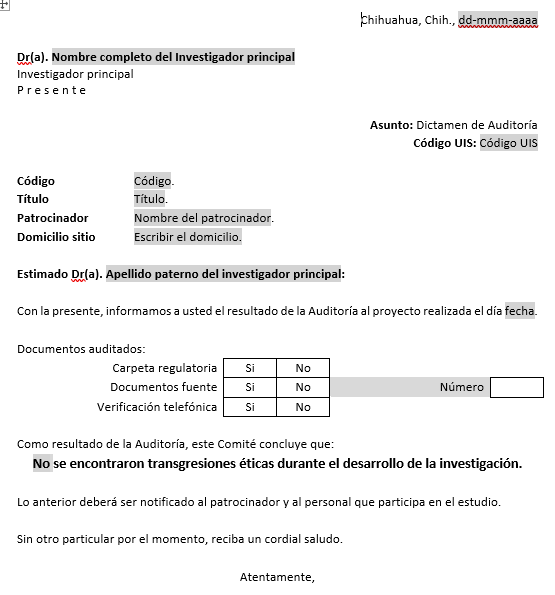 Chihuahua, Chih., dd-mmm-aaaa
Dr(a). Nombre completo del Investigador principal
Investigador principal
P r e s e n t e
Asunto: Dictamen de Auditoría
Código UIS: Código UIS
Código Código.
Título Título.
Patrocinador Nombre del patrocinador.
Domicilio sitio Escribir el domicilio.
Estimado Dr(a). Apellido paterno del investigador principal:
Con la presente, informamos a usted el resultado de la Auditoría al proyecto realizada el día fecha.
Documentos auditados:
Carpeta regulatoria Si No
Documentos fuente Si No Número
Verificación telefónica Si No
Como resultado de la Auditoría, este Comité concluye que:
No se encontraron transgresiones éticas durante el desarrollo de la investigación.
Lo anterior deberá ser notificado al patrocinador y al personal que participa en el estudio.
Sin otro particular por el momento, reciba un cordial saludo.
Atentamente,